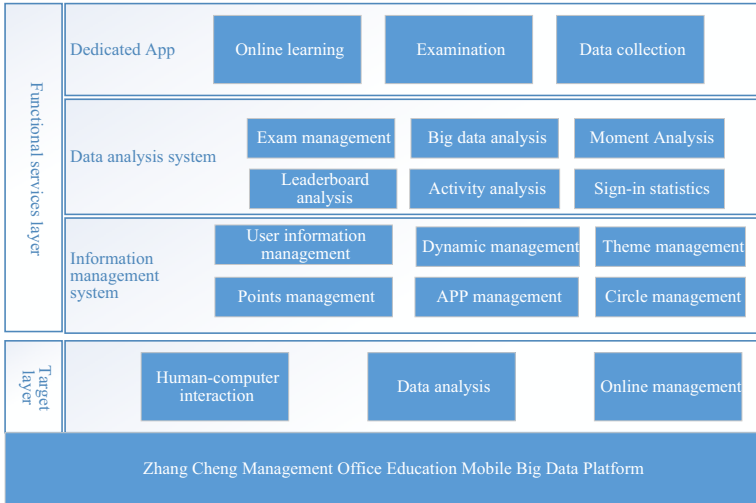 Functional services layer
Dedicated App
Online learning
Examination
Data collection
Data analysis system
Exam management
Big data analysis
Moment Analysis
Leaderboard
analysis
Activity analysis
Sign-in statistics
Information
management
system
User information
management
Dynamic management
Theme management
Points management
APP management
Circle management
Target
layer
Human-computer
interaction
Data analysis
Online management
Zhang Cheng Management Office Education Mobile Big Data Platform